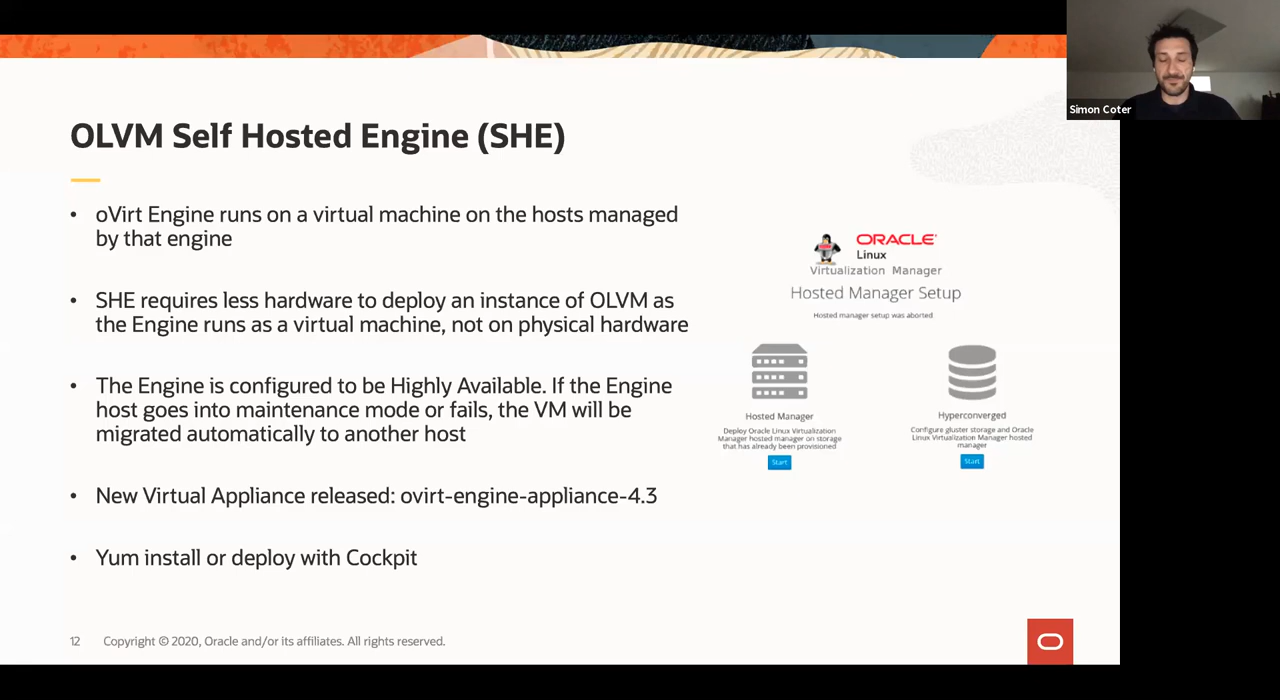 Simon Coter
OLVM Self Hosted Engine (SHE)
• oVirt Engine runs on a virtual machine on the hosts managed
by that engine
• SHE requires less hardware to deploy an instance of OLVM as
the Engine runs as a virtual machine, not on physical hardware
• The Engine is configured to be Highly Available. If the Engine
host goes into maintenance mode or fails, the VM will be
migrated automatically to another host
• New Virtual Appliance released: ovirt-engine-appliance-4.3
• Yum install or deploy with Cockpit
ORACLE
Linux
Virtualization Manager
Hosted Manager Setup
Hosted manager setup was aborted
Hosted Manager
Deploy Oracle Linux Virtualization
Manager hosted manager on storage
that has already been provisioned
Start
Hyperconverged
Configure gluster storage and Oracle
Linux Virtualization Manager hosted
manager
Start
12 Copyright © 2020, Oracle and/or its affiliates. All rights reserved.